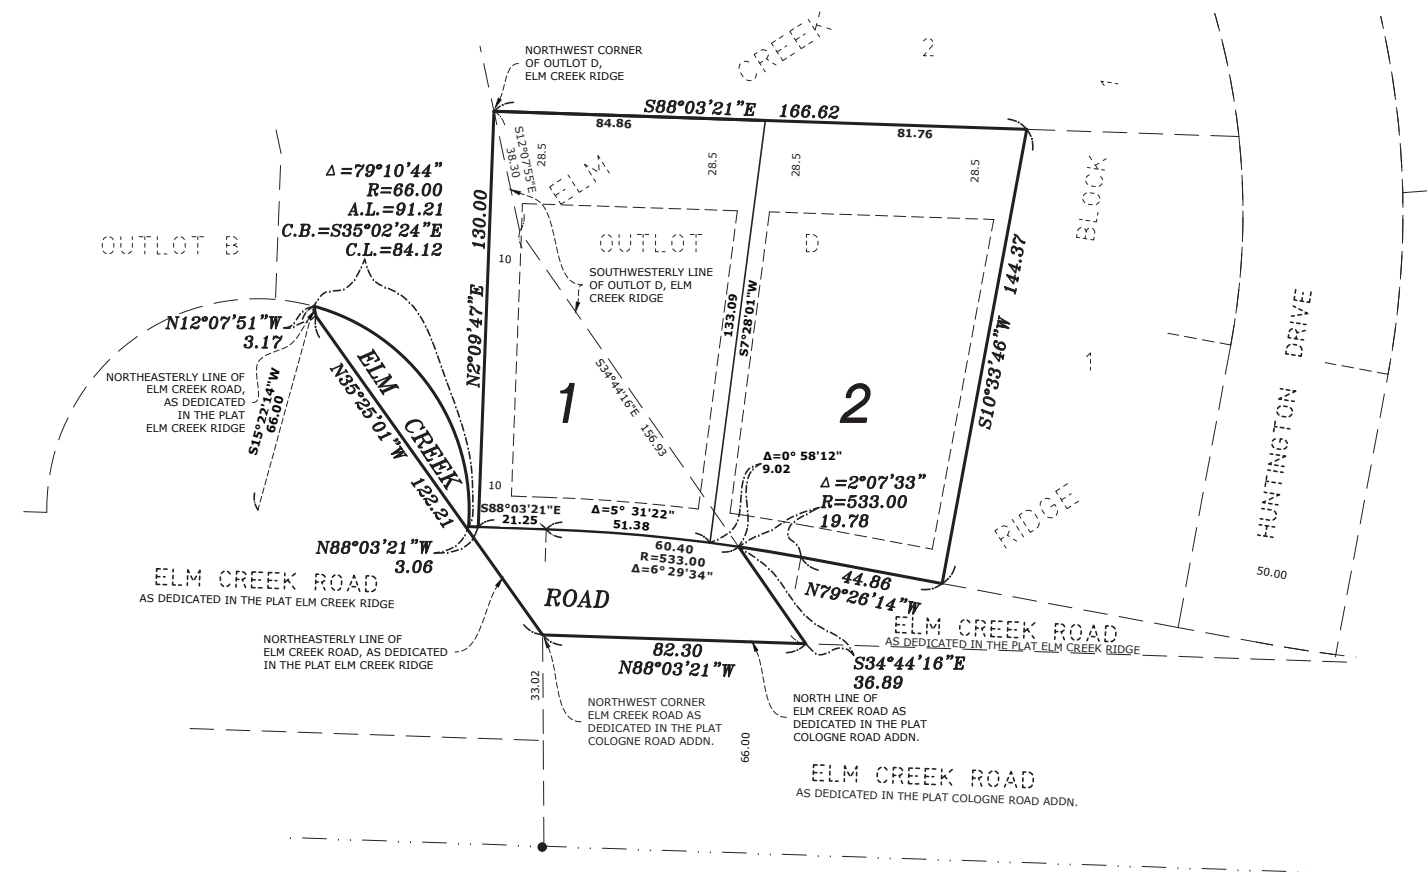 CREEK
2
1
NORTHWEST CORNER
OF OUTLOT D,
ELM CREEK RIDGE
S88°03'21"E 166.62
84.86
81.76
S12°07'55"E
38.30
28.5
28.5
28.5
28.5
ELM
BLOCK
Δ=79°10'44"
R=66.00
A.L.=91.21
C.B.=S35°02'24"E
C.L.=84.12
OUTLOT B
OUTLOT D
N2°09'47"E 130.00
10
SOUTHWESTERLY LINE
OF OUTLOT D, ELM
CREEK RIDGE
133.09
S7°28'01"W
S10°33'46"W 144.37
N12°07'51"W
3.17
NORTHEASTERLY LINE OF
ELM CREEK ROAD,
AS DEDICATED
IN THE PLAT
ELM CREEK RIDGE
S15°22'14"W
66.00
N35°25'01"W 122.21
ELM CREEK
S34°44'16"E 156.93
1
2
1
HUNTINGTON DRIVE
Δ=0° 58'12"
9.02
Δ=2°07'33"
R=533.00
19.78
10
S88°03'21"E
21.25
Δ=5° 31'22"
51.38
RIDGE
N88°03'21"W
3.06
60.40
R=533.00
Δ=6°29'34"
44.86
N79°26'14"W
50.00
ELM CREEK ROAD
AS DEDICATED IN THE PLAT ELM CREEK RIDGE
ROAD
ELM CREEK ROAD
AS DEDICATED IN THE PLAT ELM CREEK RIDGE
NORTHEASTERLY LINE OF
ELM CREEK ROAD, AS DEDICATED
IN THE PLAT ELM CREEK RIDGE
82.30
N88°03'21"W
S34°44'16"E
36.89
33.02
NORTHWEST CORNER
ELM CREEK ROAD AS
DEDICATED IN THE PLAT
COLOGNE ROAD ADDN.
NORTH LINE OF
ELM CREEK ROAD AS
DEDICATED IN THE PLAT
COLOGNE ROAD ADDN.
66.00
ELM CREEK ROAD
AS DEDICATED IN THE PLAT COLOGNE ROAD ADDN.